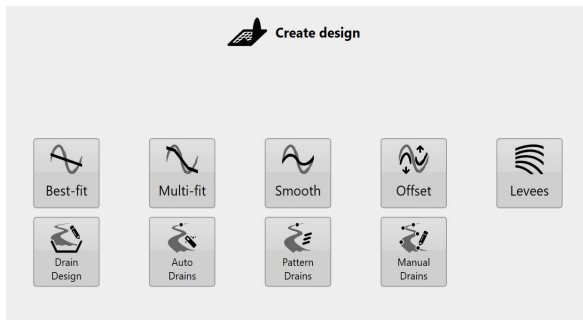 Create design
Best-fit
Multi-fit
Smooth
Offset
Levees
Drain
Design
Auto
Drains
Pattern
Drains
Manual
Drains